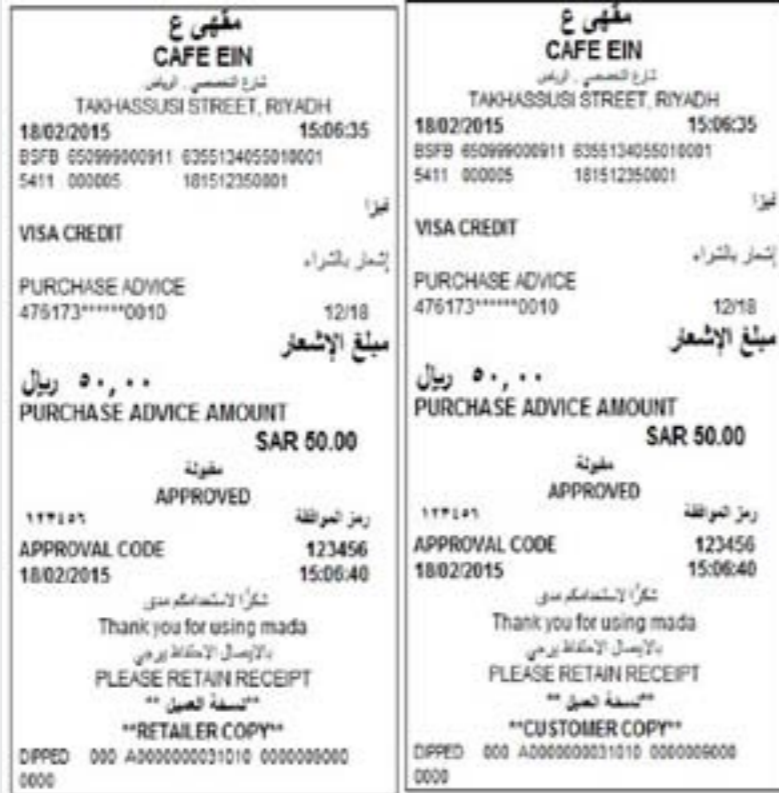 مقهى ع
CAFE EIN
شارع التخصصي . الرياض
TAKHASSUSI STREET, RIYADH
18/02/2015 15:06:35
BSFB 650999000911 6355134055010001
5411 000005 181512350001
فيزا
VISA CREDIT
إشعار بالشراء
PURCHASE ADVICE
476173******0010 12/18
مبلغ الإشعار
٥٠,٠٠ ريال
PURCHASE ADVICE AMOUNT
SAR 50.00
مقبولة
APPROVED
رمز الموافقة ١٢٣٤٥٦
APPROVAL CODE 123456
18/02/2015 15:06:40
شكرًا لاستخدامكم مدى
Thank you for using mada
بالإيصال الاحتفاظ يرجى
PLEASE RETAIN RECEIPT
**نسخة العميل **
**RETAILER COPY**
DIPPED 000 A0000000031010 0000009000
0000
مقهى ع
CAFE EIN
شارع التخصصي . الرياض
TAKHASSUSI STREET, RIYADH
18/02/2015 15:06:35
BSFB 650999000911 6355134055010001
5411 000005 181512350001
فيزا
VISA CREDIT
إشعار بالشراء
PURCHASE ADVICE
476173******0010 12/18
مبلغ الإشعار
٥٠,٠٠ ريال
PURCHASE ADVICE AMOUNT
SAR 50.00
مقبولة
APPROVED
رمز الموافقة ١٢٣٤٥٦
APPROVAL CODE 123456
18/02/2015 15:06:40
شكرًا لاستخدامكم مدى
Thank you for using mada
بالإيصال الاحتفاظ يرجى
PLEASE RETAIN RECEIPT
**نسخة العميل **
**CUSTOMER COPY**
DIPPED 000 A0000000031010 0000009000
0000